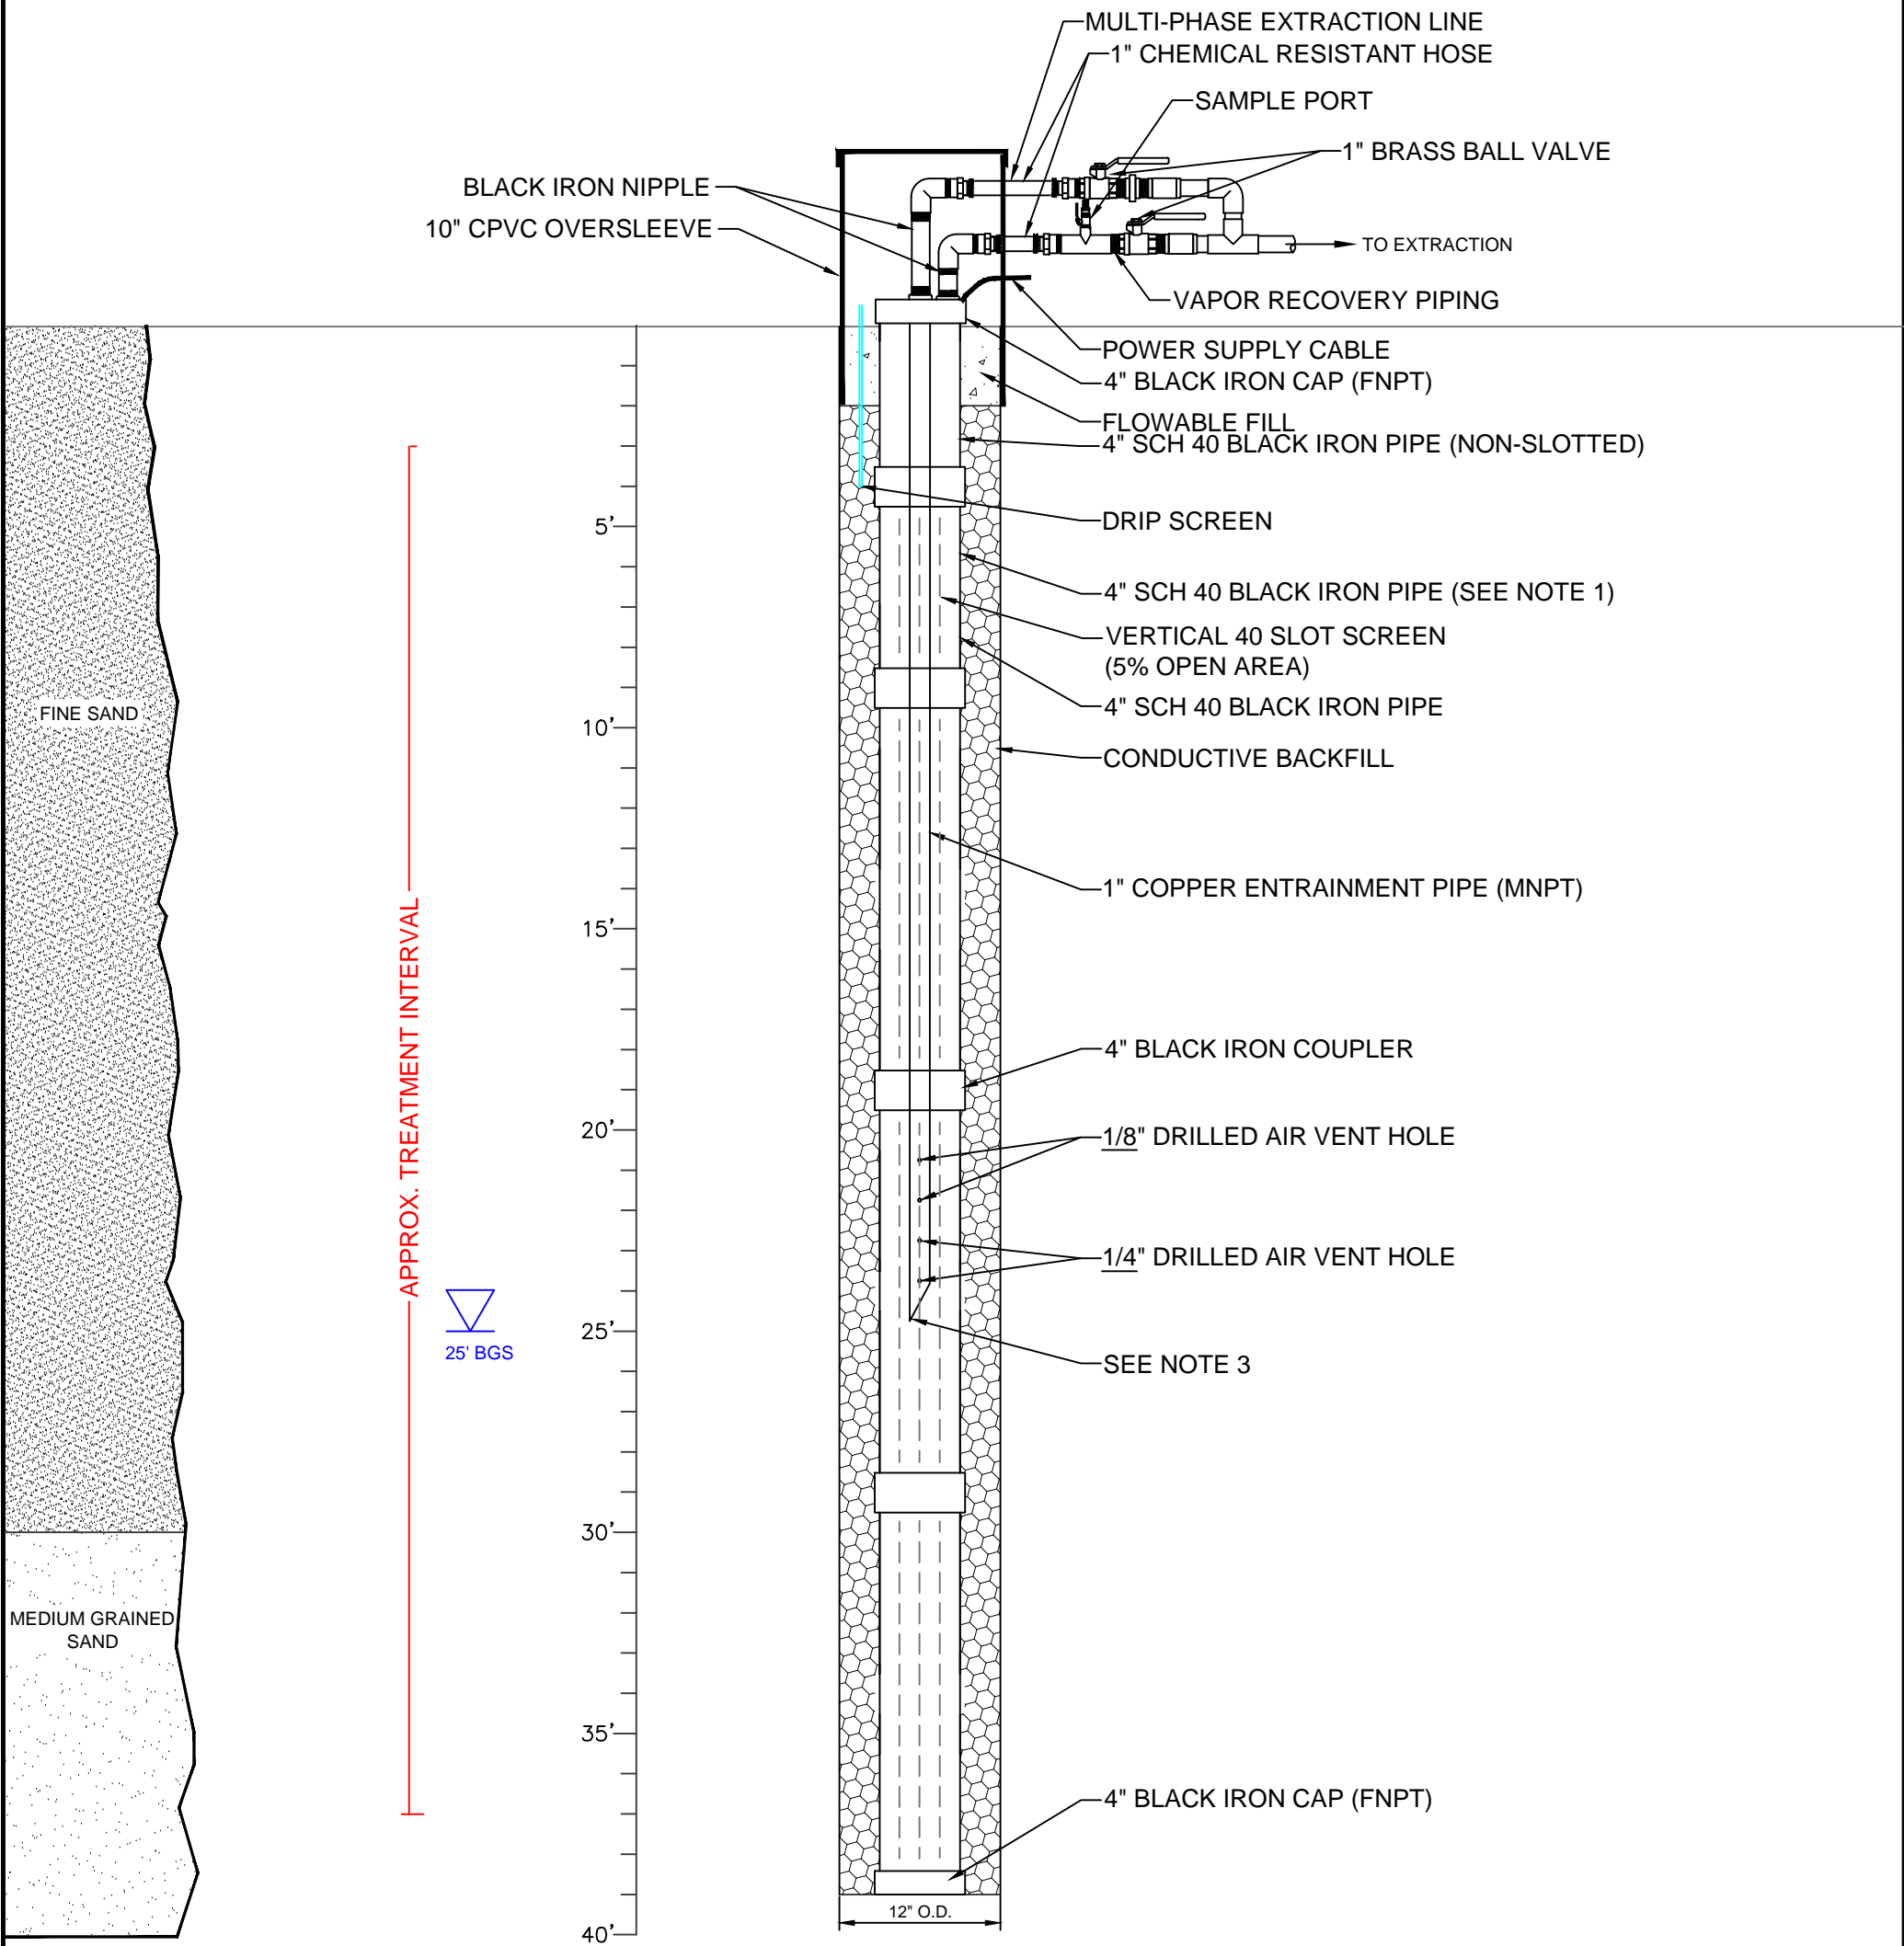 MULTI-PHASE EXTRACTION LINE
1" CHEMICAL RESISTANT HOSE
SAMPLE PORT
1" BRASS BALL VALVE
BLACK IRON NIPPLE
10" CPVC OVERSLEEVE
TO EXTRACTION
VAPOR RECOVERY PIPING
POWER SUPPLY CABLE
4" BLACK IRON CAP (FNPT)
FLOWABLE FILL
4" SCH 40 BLACK IRON PIPE (NON-SLOTTED)
DRIP SCREEN
5'
4" SCH 40 BLACK IRON PIPE (SEE NOTE 1)
VERTICAL 40 SLOT SCREEN
(5% OPEN AREA)
4" SCH 40 BLACK IRON PIPE
FINE SAND
10'
CONDUCTIVE BACKFILL
1" COPPER ENTRAINMENT PIPE (MNPT)
15'
APPROX. TREATMENT INTERVAL
4" BLACK IRON COUPLER
20'
1/8" DRILLED AIR VENT HOLE
1/4" DRILLED AIR VENT HOLE
25'
25' BGS
SEE NOTE 3
30'
MEDIUM GRAINED
SAND
35'
4" BLACK IRON CAP (FNPT)
12" O.D.
40'